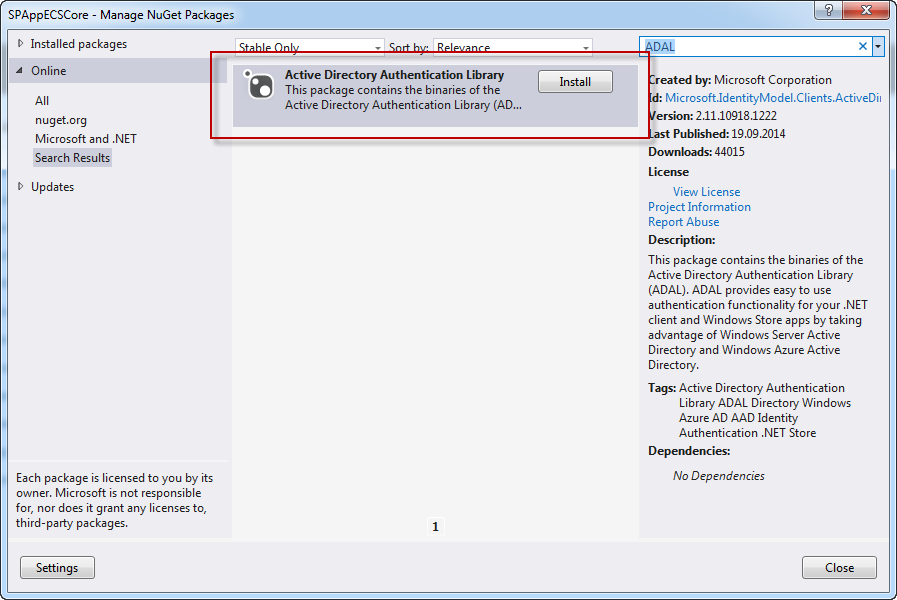 SPAppECSCore - Manage NuGet Packages
?
Installed packages
Online
All
nuget.org
Microsoft and .NET
Search Results
Updates
Each package is licensed to you by its
owner. Microsoft is not responsible
for, nor does it grant any licenses to,
third-party packages.
Stable Only
Sort by: Relevance
Active Directory Authentication Library
This package contains the binaries of the
Active Directory Authentication Library (AD...
Install
1
ADAL
Created by: Microsoft Corporation
Id: Microsoft.IdentityModel.Clients.ActiveDir
Version: 2.11.10918.1222
Last Published: 19.09.2014
Downloads: 44015
License
View License
Project Information
Report Abuse
Description:
This package contains the binaries of the
Active Directory Authentication Library
(ADAL). ADAL provides easy to use
authentication functionality for your .NET
client and Windows Store apps by taking
advantage of Windows Server Active
Directory and Windows Azure Active
Directory.
Tags: Active Directory Authentication
Library ADAL Directory Windows
Azure AD AAD Identity
Authentication .NET Store
Dependencies:
No Dependencies
Settings
Close